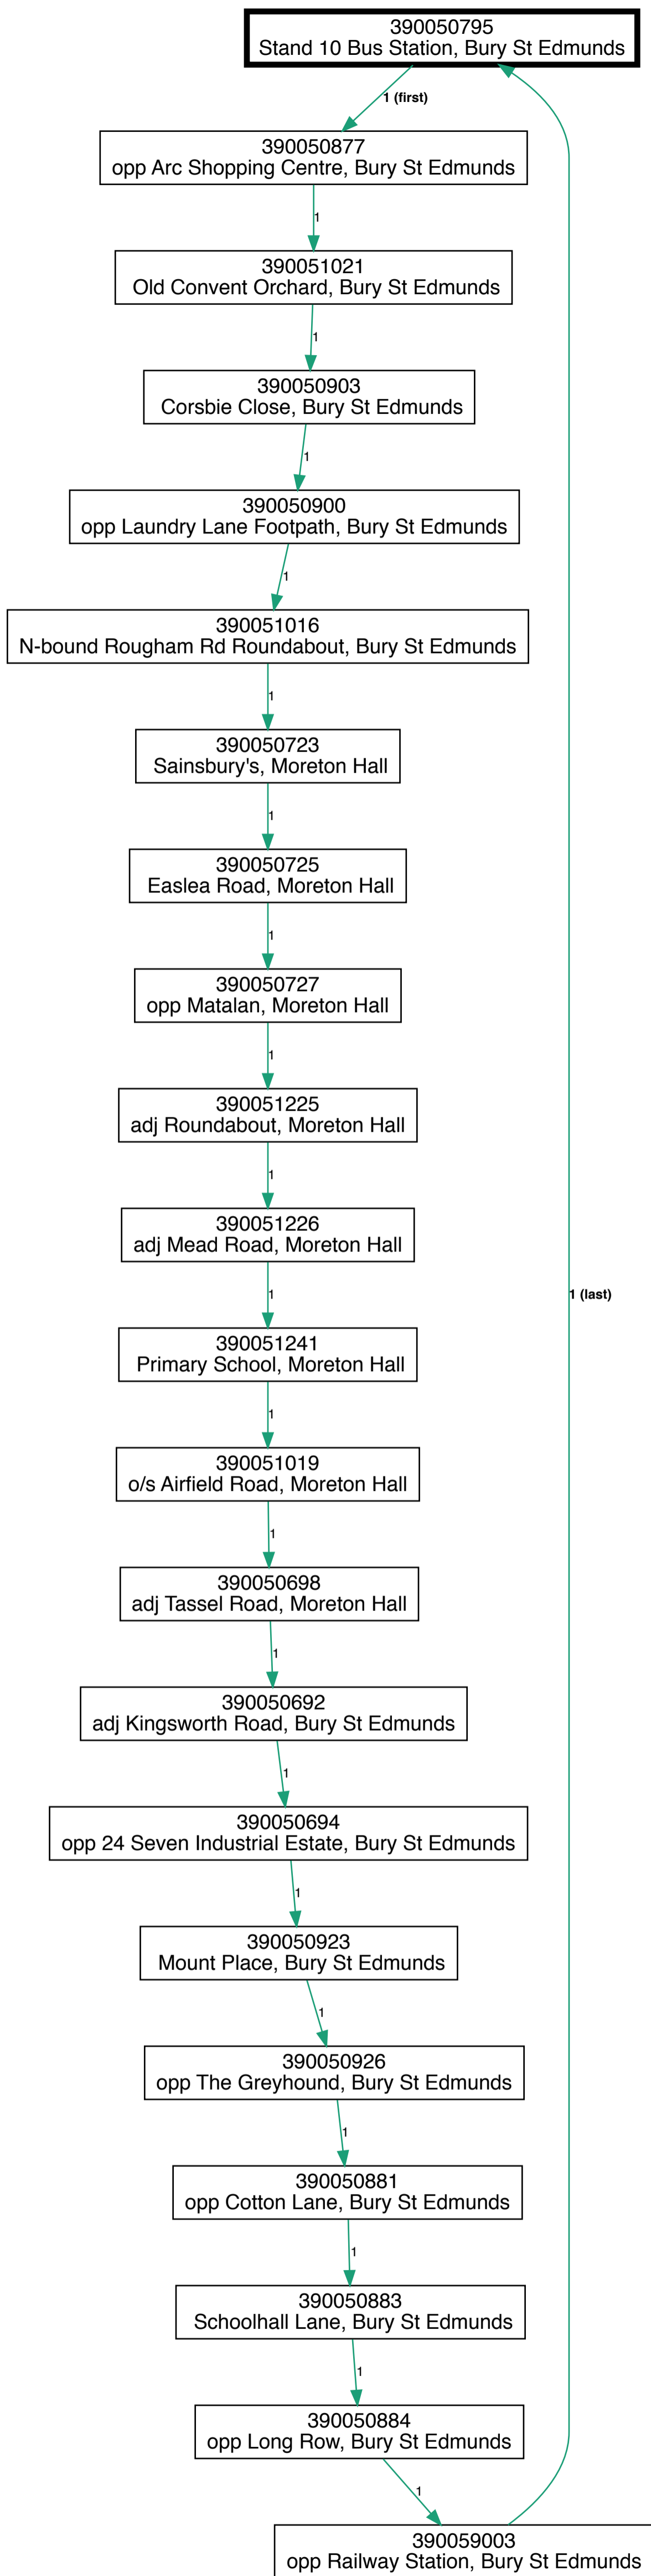 390050795
Stand 10 Bus Station, Bury St Edmunds
1 (first)
390050877
opp Arc Shopping Centre, Bury St Edmunds
1
390051021
Old Convent Orchard, Bury St Edmunds
1
390050903
Corsbie Close, Bury St Edmunds
1
390050900
opp Laundry Lane Footpath, Bury St Edmunds
1
390051016
N-bound Rougham Rd Roundabout, Bury St Edmunds
1
390050723
Sainsbury's, Moreton Hall
1
390050725
Easlea Road, Moreton Hall
1
390050727
opp Matalan, Moreton Hall
1
390051225
adj Roundabout, Moreton Hall
1
390051226
adj Mead Road, Moreton Hall
1
1 (last)
390051241
Primary School, Moreton Hall
1
390051019
o/s Airfield Road, Moreton Hall
1
390050698
adj Tassel Road, Moreton Hall
1
390050692
adj Kingsworth Road, Bury St Edmunds
1
390050694
opp 24 Seven Industrial Estate, Bury St Edmunds
1
390050923
Mount Place, Bury St Edmunds
1
390050926
opp The Greyhound, Bury St Edmunds
1
390050881
opp Cotton Lane, Bury St Edmunds
1
390050883
Schoolhall Lane, Bury St Edmunds
1
390050884
opp Long Row, Bury St Edmunds
1
390059003
opp Railway Station, Bury St Edmunds